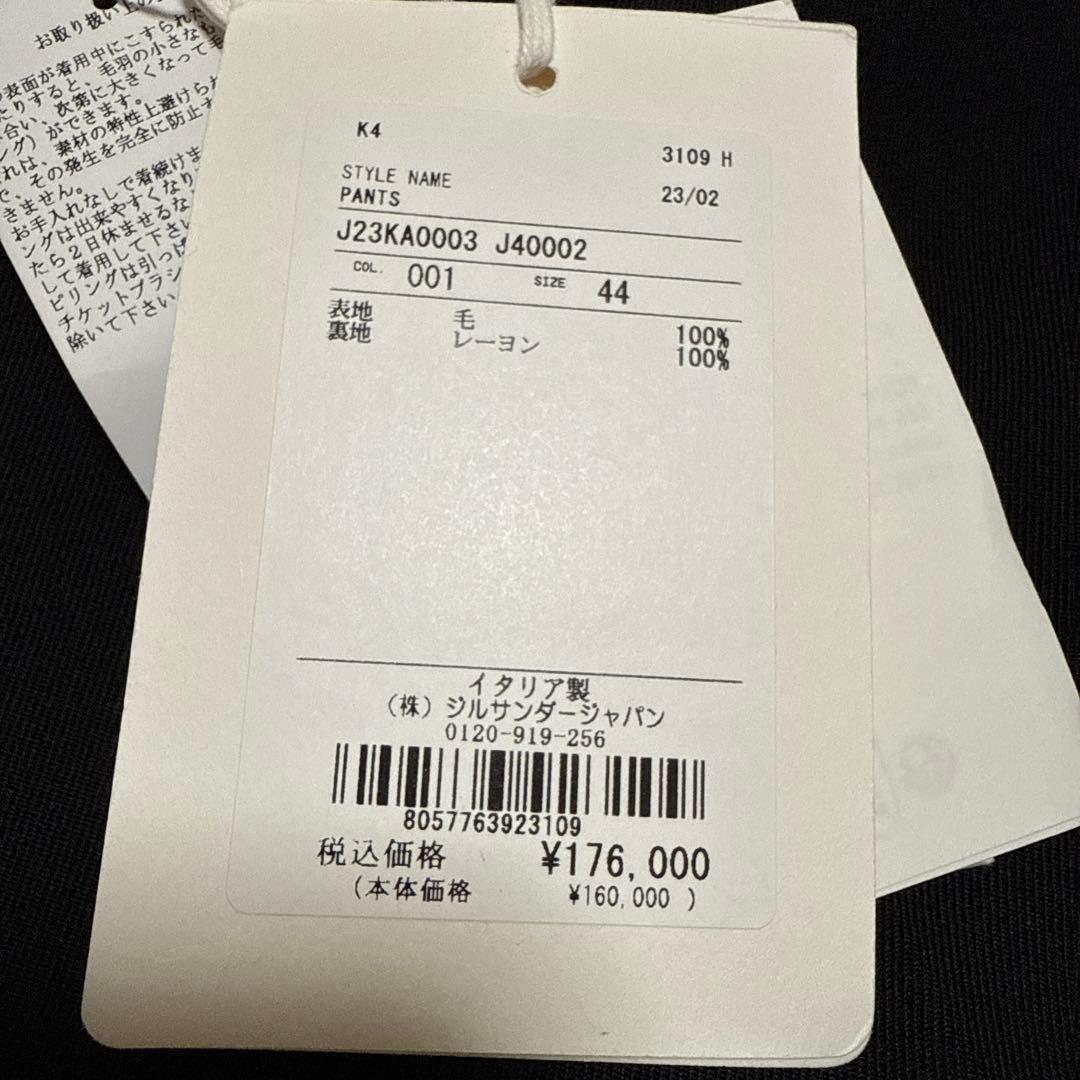 お取り扱い上の
表面が着用中にこすられた
たりすると、毛羽の小さな
合い、次第に大きくなって毛
ング）ができます。
れは、素材の特性上避けられ
で、その発生を完全に防止す
きません。
お手入れなしで着続けま
ングは出来やすくなり
たら２日休ませるな
して着用して下さい
ピリングは引っぱ
チケットブラシ
除いて下さい
K4
3109 H
STYLE NAME
23/02
PANTS
J23KA0003 J40002
COL. 001 SIZE 44
表地 毛 100%
裏地 レーヨン 100%
イタリア製
（株）ジルサンダージャパン
0120-919-256
8057763923109
税込価格 ¥176,000
（本体価格 ¥160,000 ）